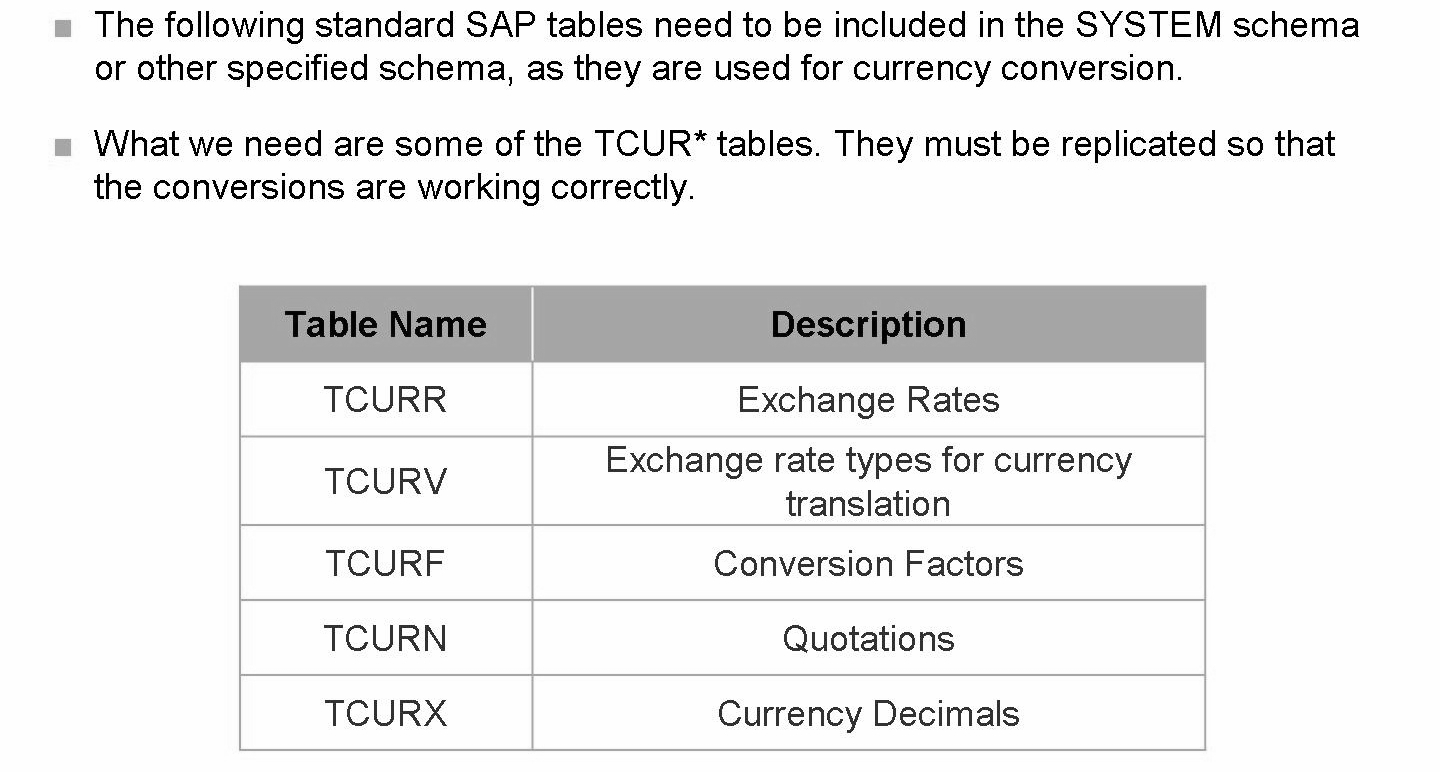 The following standard SAP tables need to be included in the SYSTEM schema
or other specified schema, as they are used for currency conversion.
What we need are some of the TCUR* tables. They must be replicated so that
the conversions are working correctly.
Table Name Description
TCURR Exchange Rates
TCURV Exchange rate types for currency
translation
TCURF Conversion Factors
TCURN Quotations
TCURX Currency Decimals